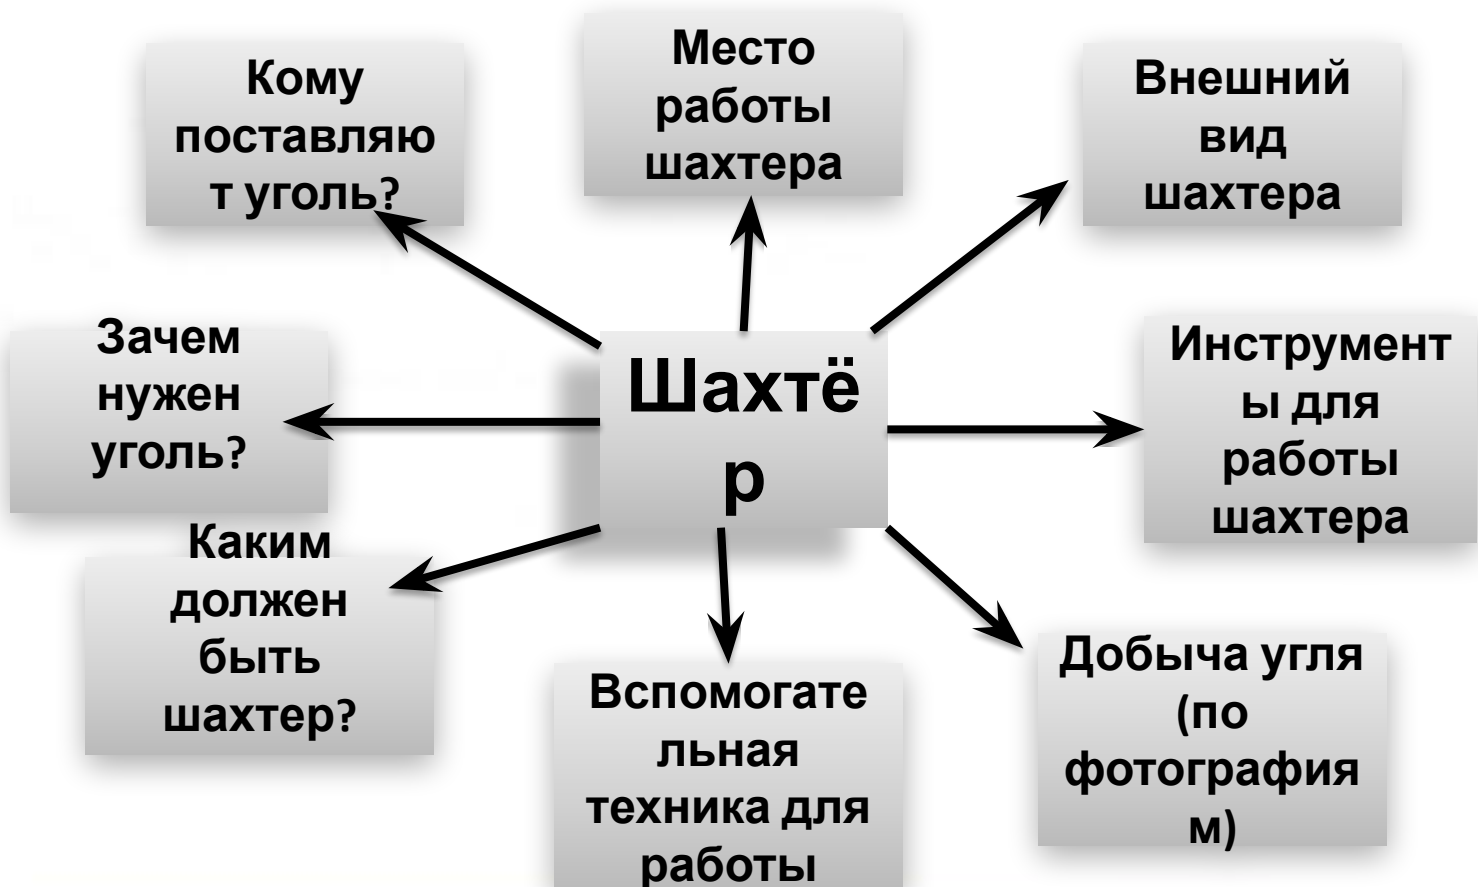 Кому
поставляю
т уголь?
Место
работы
шахтера
Внешний
вид
шахтера
Зачем
нужен
уголь?
Шахтё
р
Инструмент
ы для
работы
шахтера
Каким
должен
быть
шахтер?
Вспомогате
льная
техника для
работы
Добыча угля
(по
фотография
м)